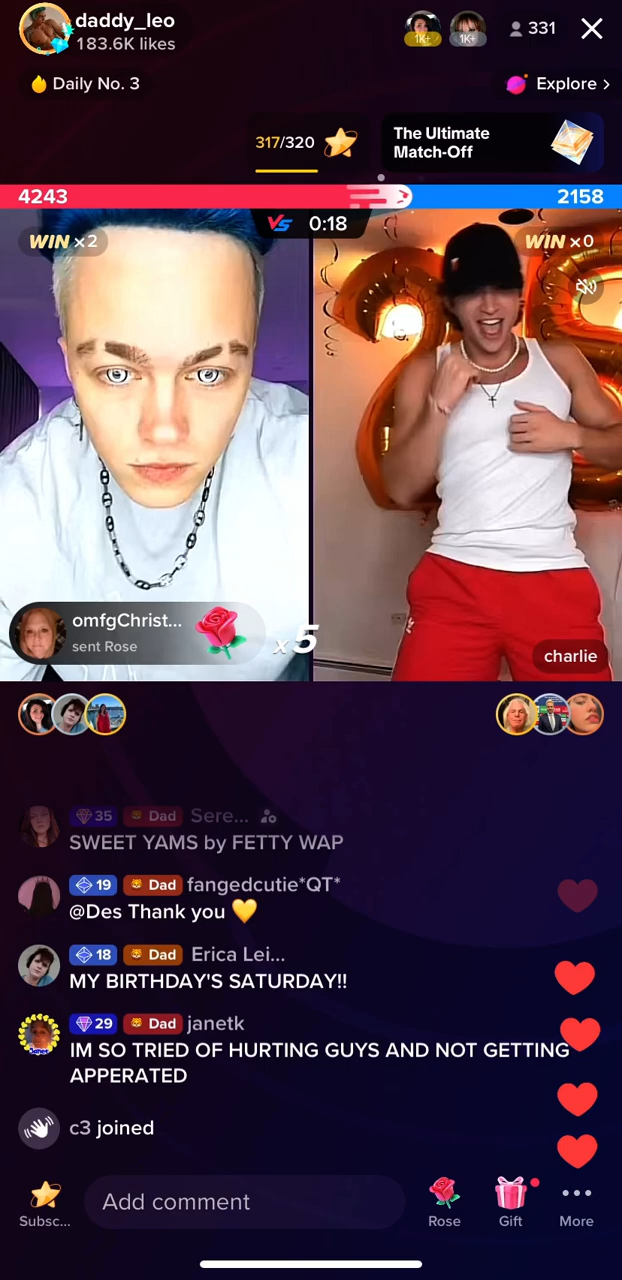 daddy_leo
183.6K likes
1K+
1K+
331
Daily No. 3
Explore >
317/320
The Ultimate
Match-Off
4243
2158
VS 0:18
WIN x2
WIN x0
omfgChrist...
sent Rose
x5
charlie
35 Dad Sere...
SWEET YAMS by FETTY WAP
19 Dad fangedcutie*QT*
@Des Thank you 💛
18 Dad Erica Lei...
MY BIRTHDAY'S SATURDAY!!
29 Dad janetk
IM SO TRIED OF HURTING GUYS AND NOT GETTING
APPERATED
c3 joined
Subsc...
Add comment
Rose
Gift
More